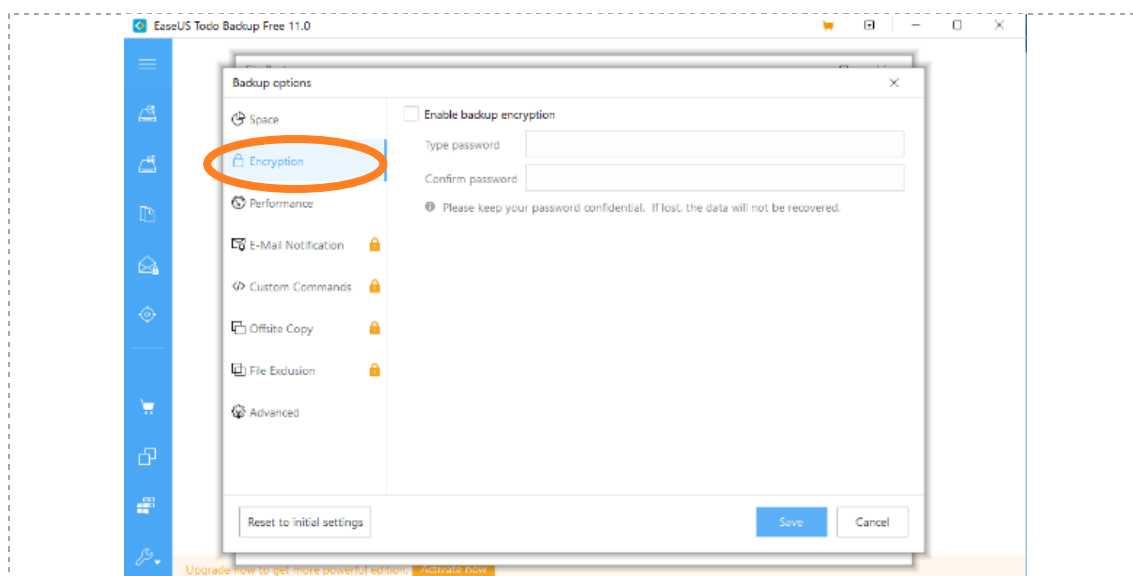 EaseUS Todo Backup Free 11.0
Backup options
Space
Encryption
Performance
E-Mail Notification
Custom Commands
Offsite Copy
File Exclusion
Advanced
Enable backup encryption
Type password
Confirm password
Please keep your password confidential. If lost, the data will not be recovered.
Reset to initial settings
Save
Cancel
Upgrade now to get more powerful edition.
Activate now